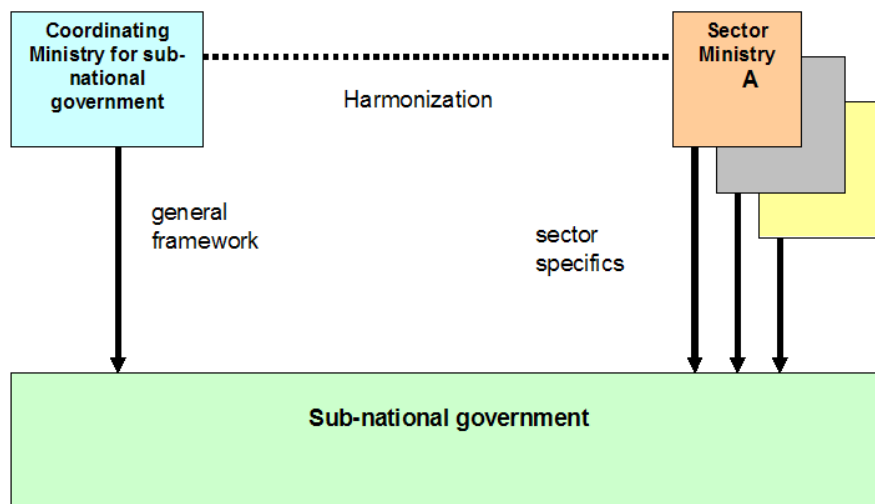 Coordinating
Ministry for sub-
national
government
Sector
Ministry
A
Harmonization
general
framework
sector
specifics
Sub-national government